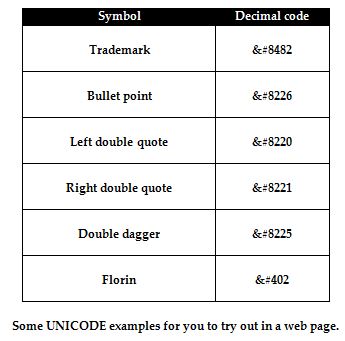 Symbol Decimal code
Trademark &#8482
Bullet point &#8226
Left double quote &#8220
Right double quote &#8221
Double dagger &#8225
Florin &#402
Some UNICODE examples for you to try out in a web page.